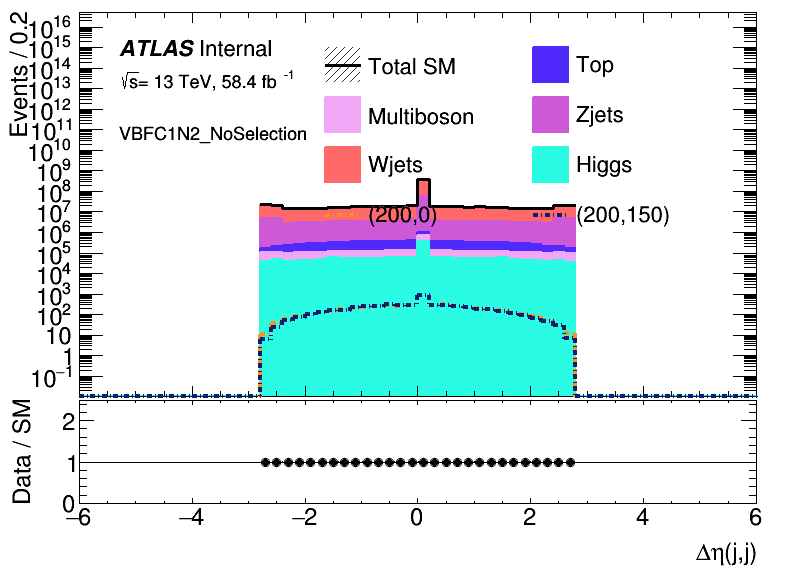 Events / 0.2
10^16
10^15
10^14
10^13
10^12
10^11
10^10
10^9
10^8
10^7
10^6
10^5
10^4
10^3
10^2
10
1
10^−1
ATLAS Internal
√s= 13 TeV, 58.4 fb ^-1
VBFC1N2_NoSelection
Total SM
Top
Multiboson
Zjets
Wjets
Higgs
(200,0)
(200,150)
Data / SM
2
1
0
−6 −4 −2 0 2 4 6
Δη(j,j)